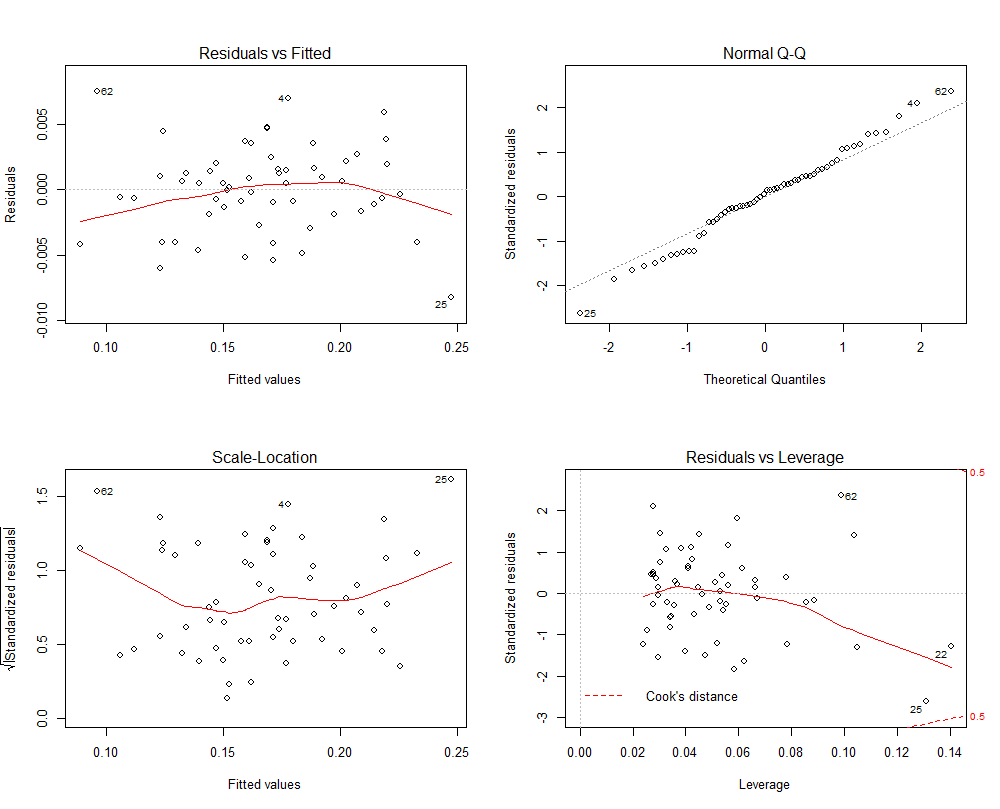 Residuals vs Fitted
Residuals
0.005
0.000
-0.005
-0.010
62
4
25
0.10 0.15 0.20 0.25
Fitted values
Normal Q-Q
Standardized residuals
2
1
0
-1
-2
62
4
25
-2 -1 0 1 2
Theoretical Quantiles
Scale-Location
√|Standardized residuals|
1.5
1.0
0.5
0.0
62
4
25
0.10 0.15 0.20 0.25
Fitted values
Residuals vs Leverage
Standardized residuals
2
1
0
-1
-2
-3
0.5
62
22
25
Cook's distance
0.5
0.00 0.02 0.04 0.06 0.08 0.10 0.12 0.14
Leverage